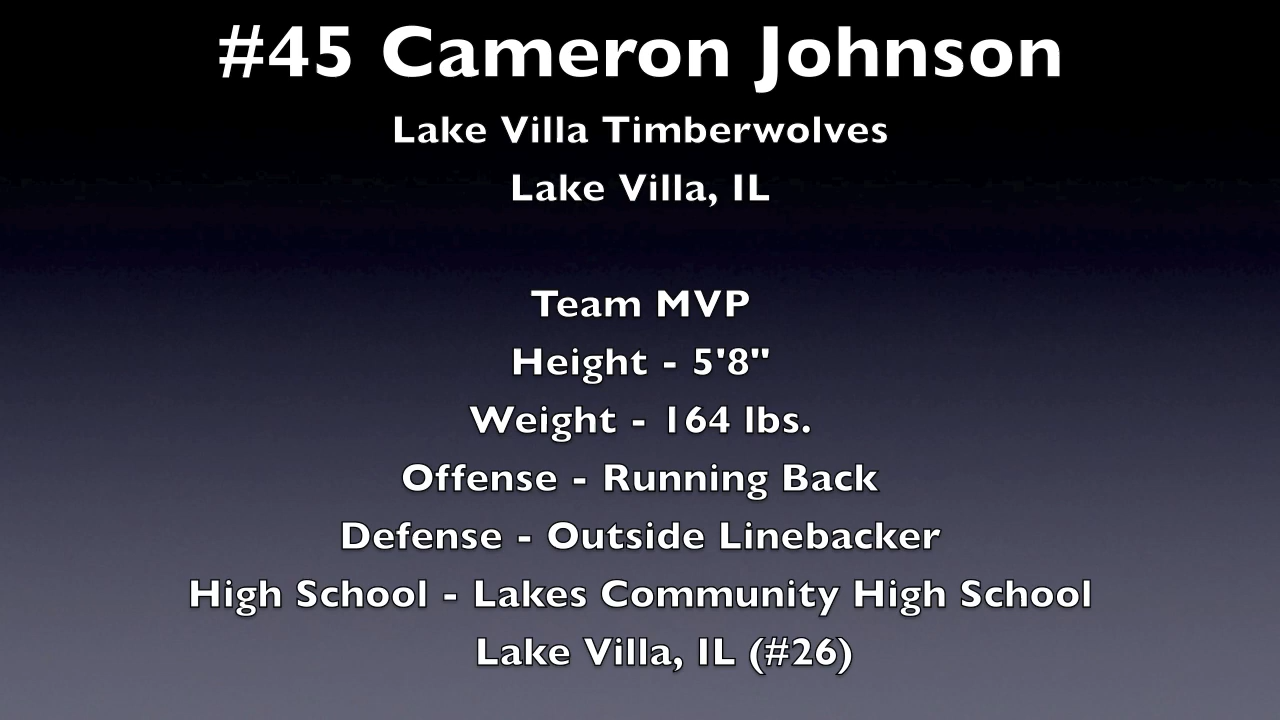 #45 Cameron Johnson
Lake Villa Timberwolves
Lake Villa, IL
Team MVP
Height - 5'8"
Weight - 164 lbs.
Offense - Running Back
Defense - Outside Linebacker
High School - Lakes Community High School
Lake Villa, IL (#26)